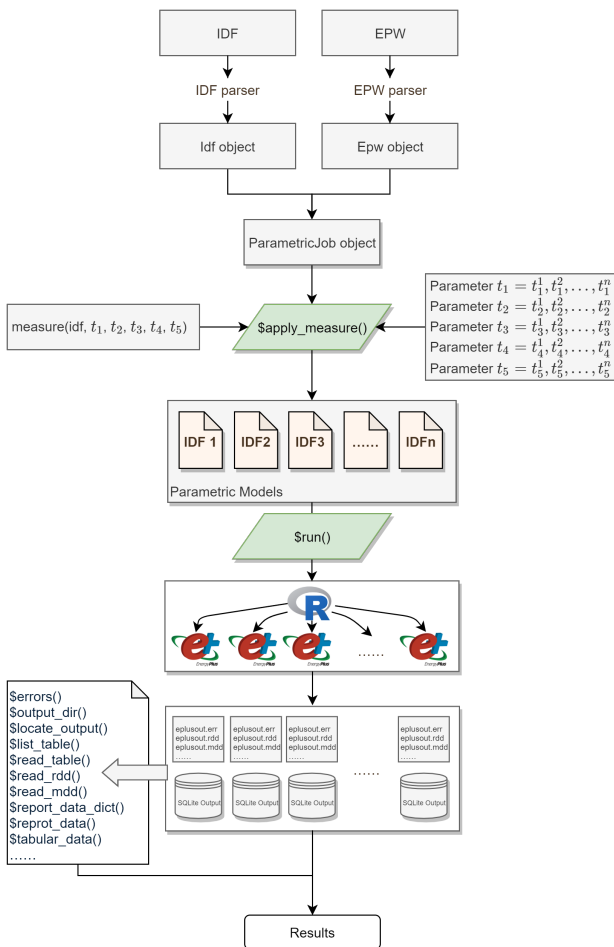 IDF
EPW
IDF parser
EPW parser
Idf object
Epw object
ParametricJob object
measure(idf, t₁, t₂, t₃, t₄, t₅)
$apply_measure()
Parameter t₁ = t₁¹, t₁², . . . , t₁ⁿ
Parameter t₂ = t₂¹, t₂², . . . , t₂ⁿ
Parameter t₃ = t₃¹, t₃², . . . , t₃ⁿ
Parameter t₄ = t₄¹, t₄², . . . , t₄ⁿ
Parameter t₅ = t₅¹, t₅², . . . , t₅ⁿ
IDF 1
IDF2
IDF3
......
IDFn
Parametric Models
$run()
R
e+
EnergyPlus
e+
EnergyPlus
e+
EnergyPlus
......
e+
EnergyPlus
$errors()
$output_dir()
$locate_output()
$list_table()
$read_table()
$read_rdd()
$read_mdd()
$report_data_dict()
$reprot_data()
$tabular_data()
......
eplusout.err
eplusout.rdd
eplusout.mdd
......
eplusout.err
eplusout.rdd
eplusout.mdd
......
eplusout.err
eplusout.rdd
eplusout.mdd
......
......
eplusout.err
eplusout.rdd
eplusout.mdd
......
SQLite Output
SQLite Output
SQLite Output
SQLite Output
Results